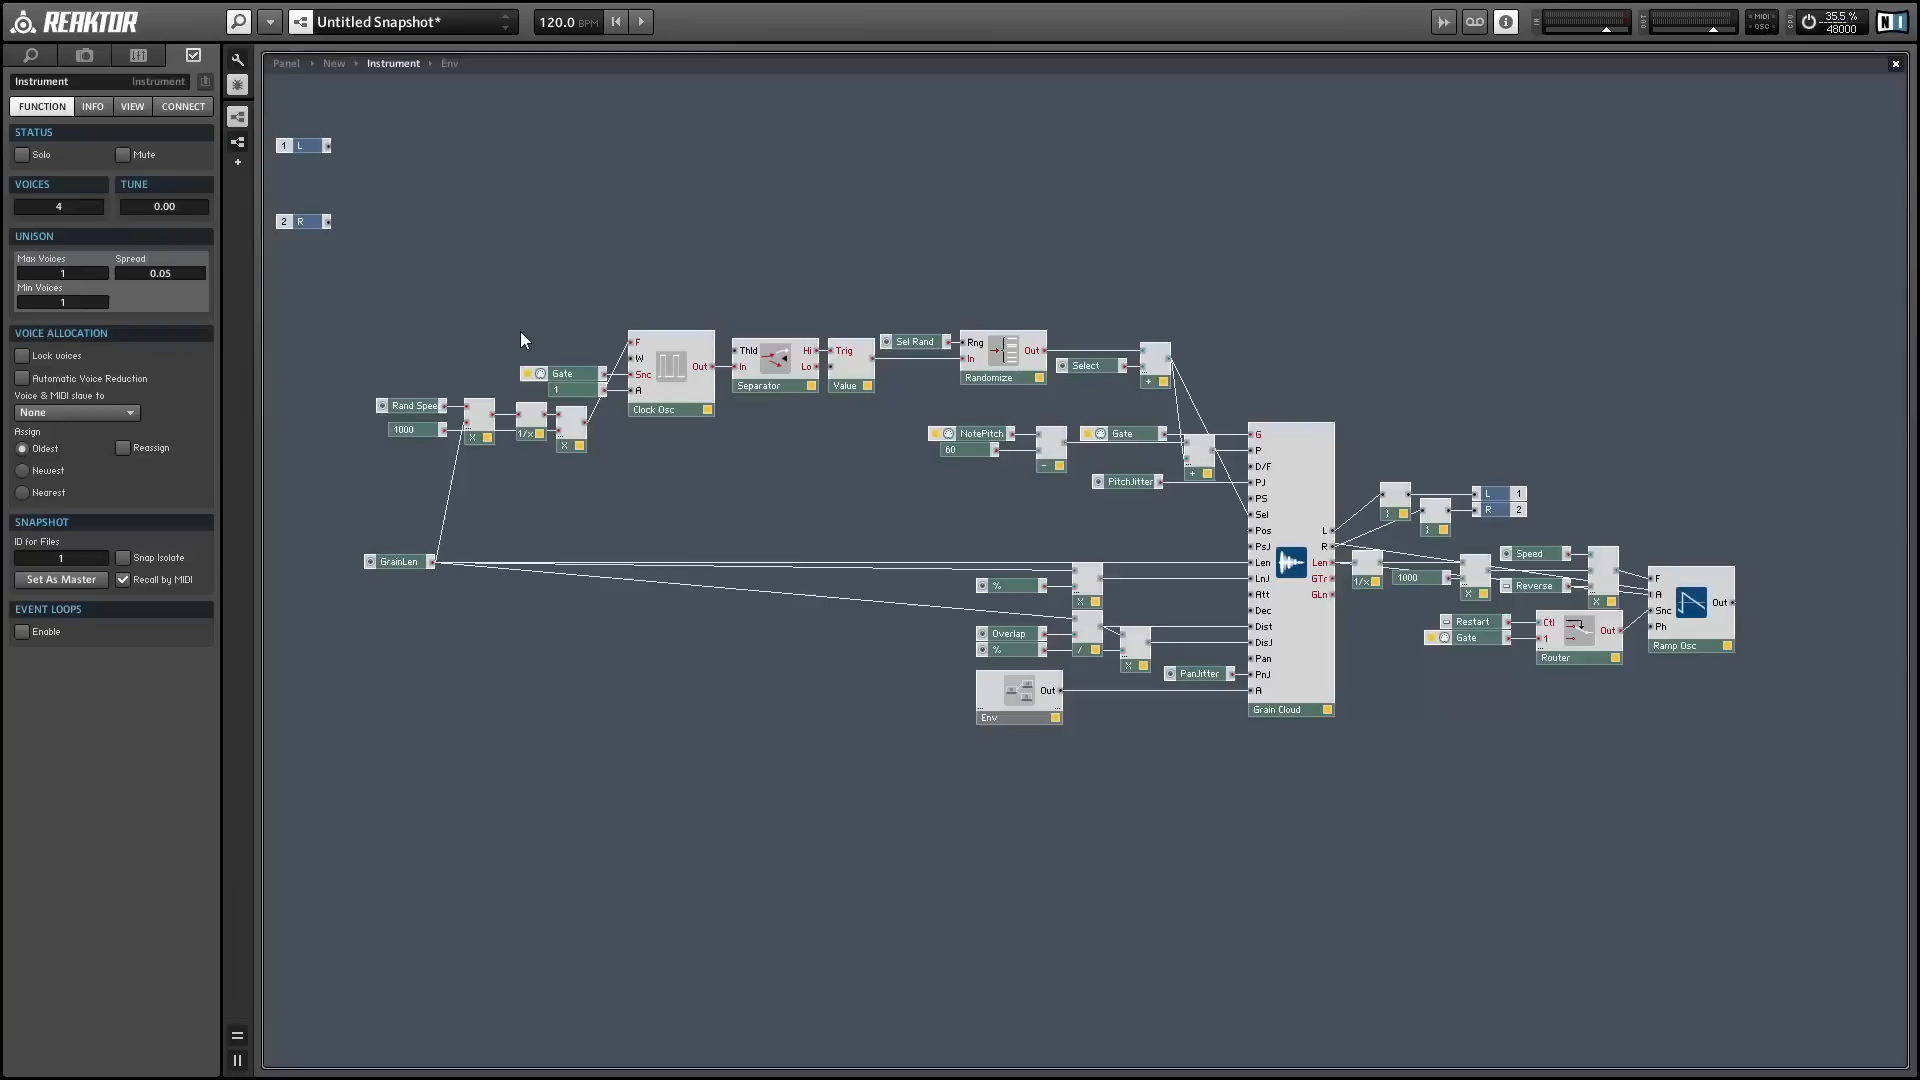 REAKTOR
Untitled Snapshot*
120.0 BPM
MIDI
OSC
35.5 %
48000
Panel
New
Instrument
Env
Instrument
Instrument
FUNCTION
INFO
VIEW
CONNECT
STATUS
Solo
Mute
VOICES
TUNE
4
0.00
UNISON
Max Voices
Spread
1
0.05
Min Voices
1
VOICE ALLOCATION
Lock voices
Automatic Voice Reduction
Voice & MIDI slave to
None
Assign
Oldest
Reassign
Newest
Nearest
SNAPSHOT
ID for Files
1
Snap Isolate
Set As Master
Recall by MIDI
EVENT LOOPS
Enable
1 L
2 R
Rand Spee
1000
X
1/x
X
Gate
1
F
W
Snc
A
Out
Clock Osc
Thld
In
Hi
Lo
Separator
Trig
Value
Sel Rand
Rng
In
Out
Randomize
Select
+
NotePitch
60
-
Gate
+
PitchJitter
GrainLen
%
X
Overlap
%
/
X
PanJitter
Out
Env
G
P
D/F
PJ
PS
Sel
Pos
PsJ
Len
LnJ
Att
Dec
Dist
DisJ
Pan
PnJ
A
L
R
Len
GTr
GLn
Grain Cloud
}
}
L 1
R 2
1/x
1000
X
Speed
Reverse
X
Restart
Gate
Ctl
1
Out
Router
F
A
Snc
Ph
Out
Ramp Osc